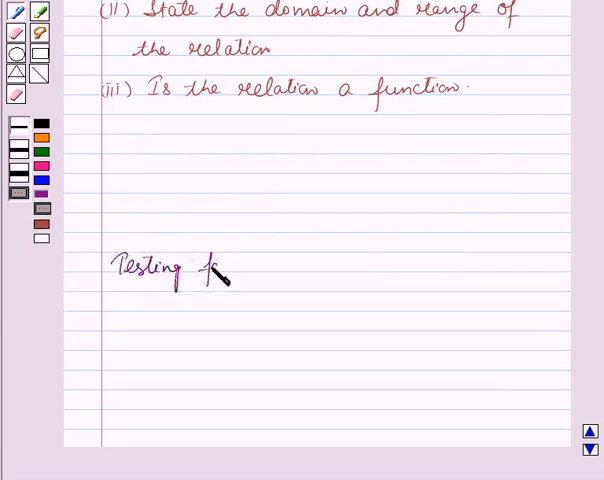 (ii) State the domain and range of
the relation
(iii) Is the relation a function.
Testing f